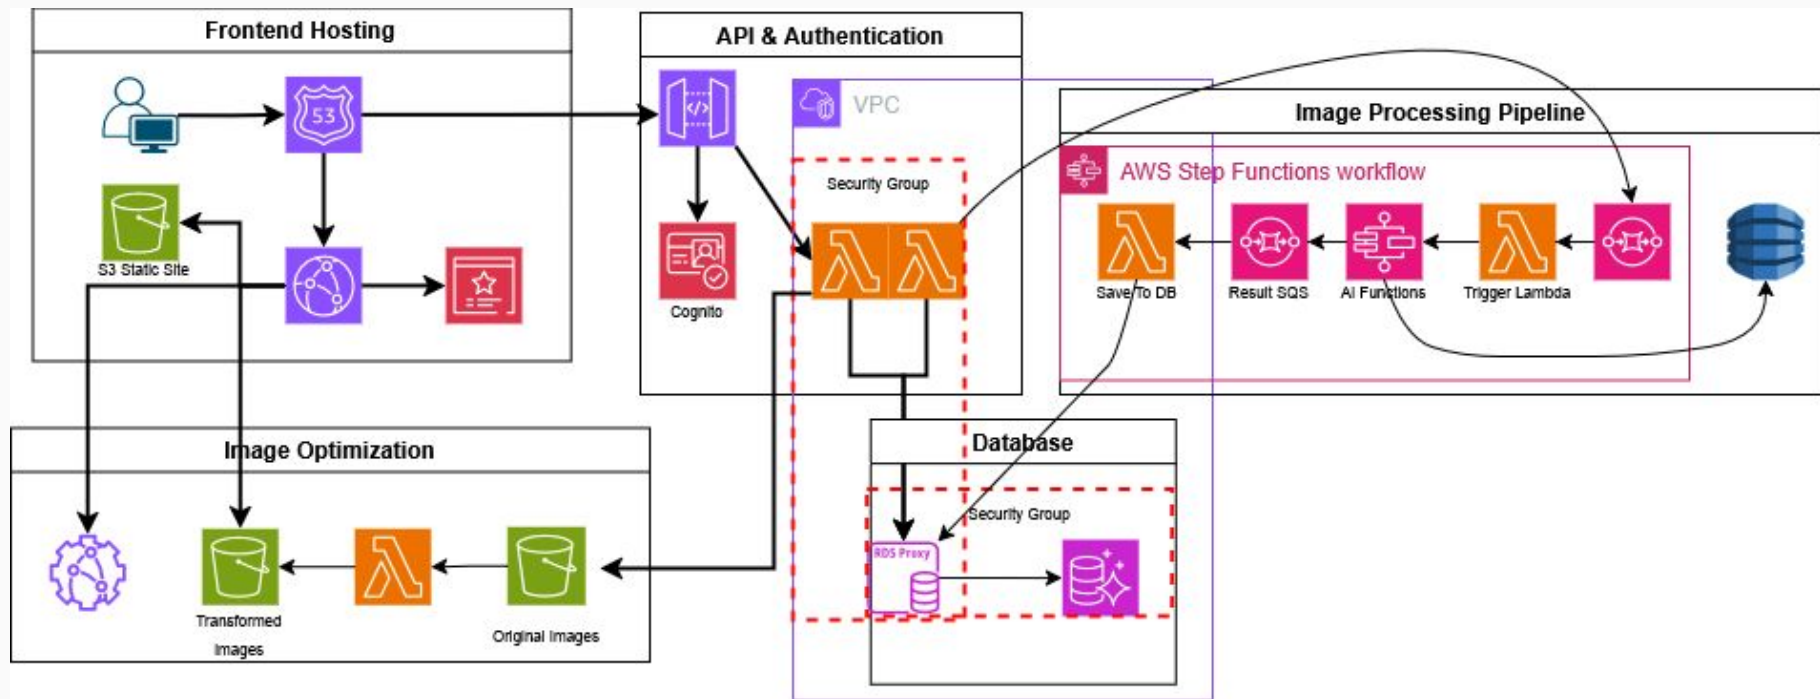 Frontend Hosting
53
S3 Static Site
API & Authentication
Cognito
VPC
Security Group
Image Processing Pipeline
AWS Step Functions workflow
Save To DB
Result SQS
AI Functions
Trigger Lambda
Image Optimization
Transformed
Images
Original Images
Database
Security Group
RDS Proxy